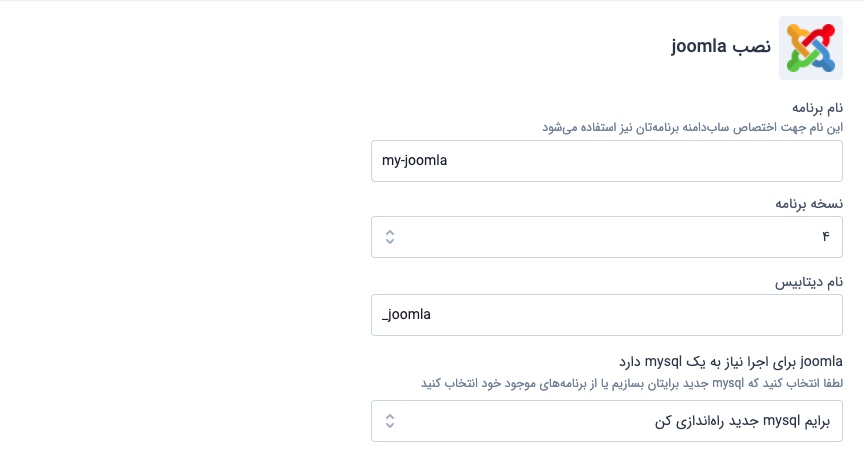 نصب joomla
نام برنامه
این نام جهت اختصاص ساب‌دامنه برنامه‌تان نیز استفاده می‌شود
my-joomla
نسخه برنامه
۴
نام دیتابیس
_joomla
joomla برای اجرا نیاز به یک mysql دارد
لطفا انتخاب کنید که mysql جدید برایتان بسازیم یا از برنامه‌های موجود خود انتخاب کنید
برایم mysql جدید راه‌اندازی کن